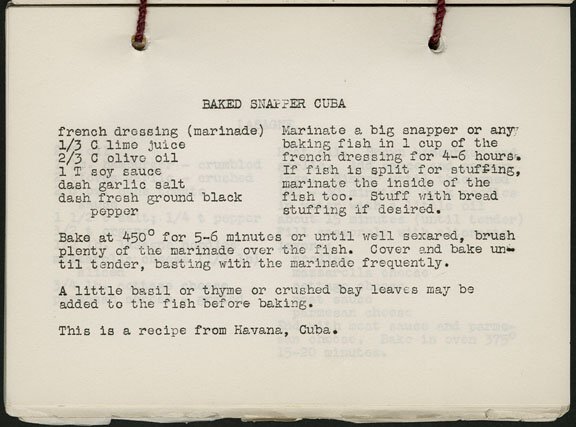 BAKED SNAPPER CUBA
french dressing (marinade)
1/3 C lime juice
2/3 C olive oil
1 T soy sauce
dash garlic salt
dash fresh ground black
pepper
Marinate a big snapper or any
baking fish in 1 cup of the
french dressing for 4-6 hours.
If fish is split for stuffing,
marinate the inside of the
fish too. Stuff with bread
stuffing if desired.
Bake at 450° for 5-6 minutes or until well sexared, brush
plenty of the marinade over the fish. Cover and bake un-
til tender, basting with the marinade frequently.
A little basil or thyme or crushed bay leaves may be
added to the fish before baking.
This is a recipe from Havana, Cuba.